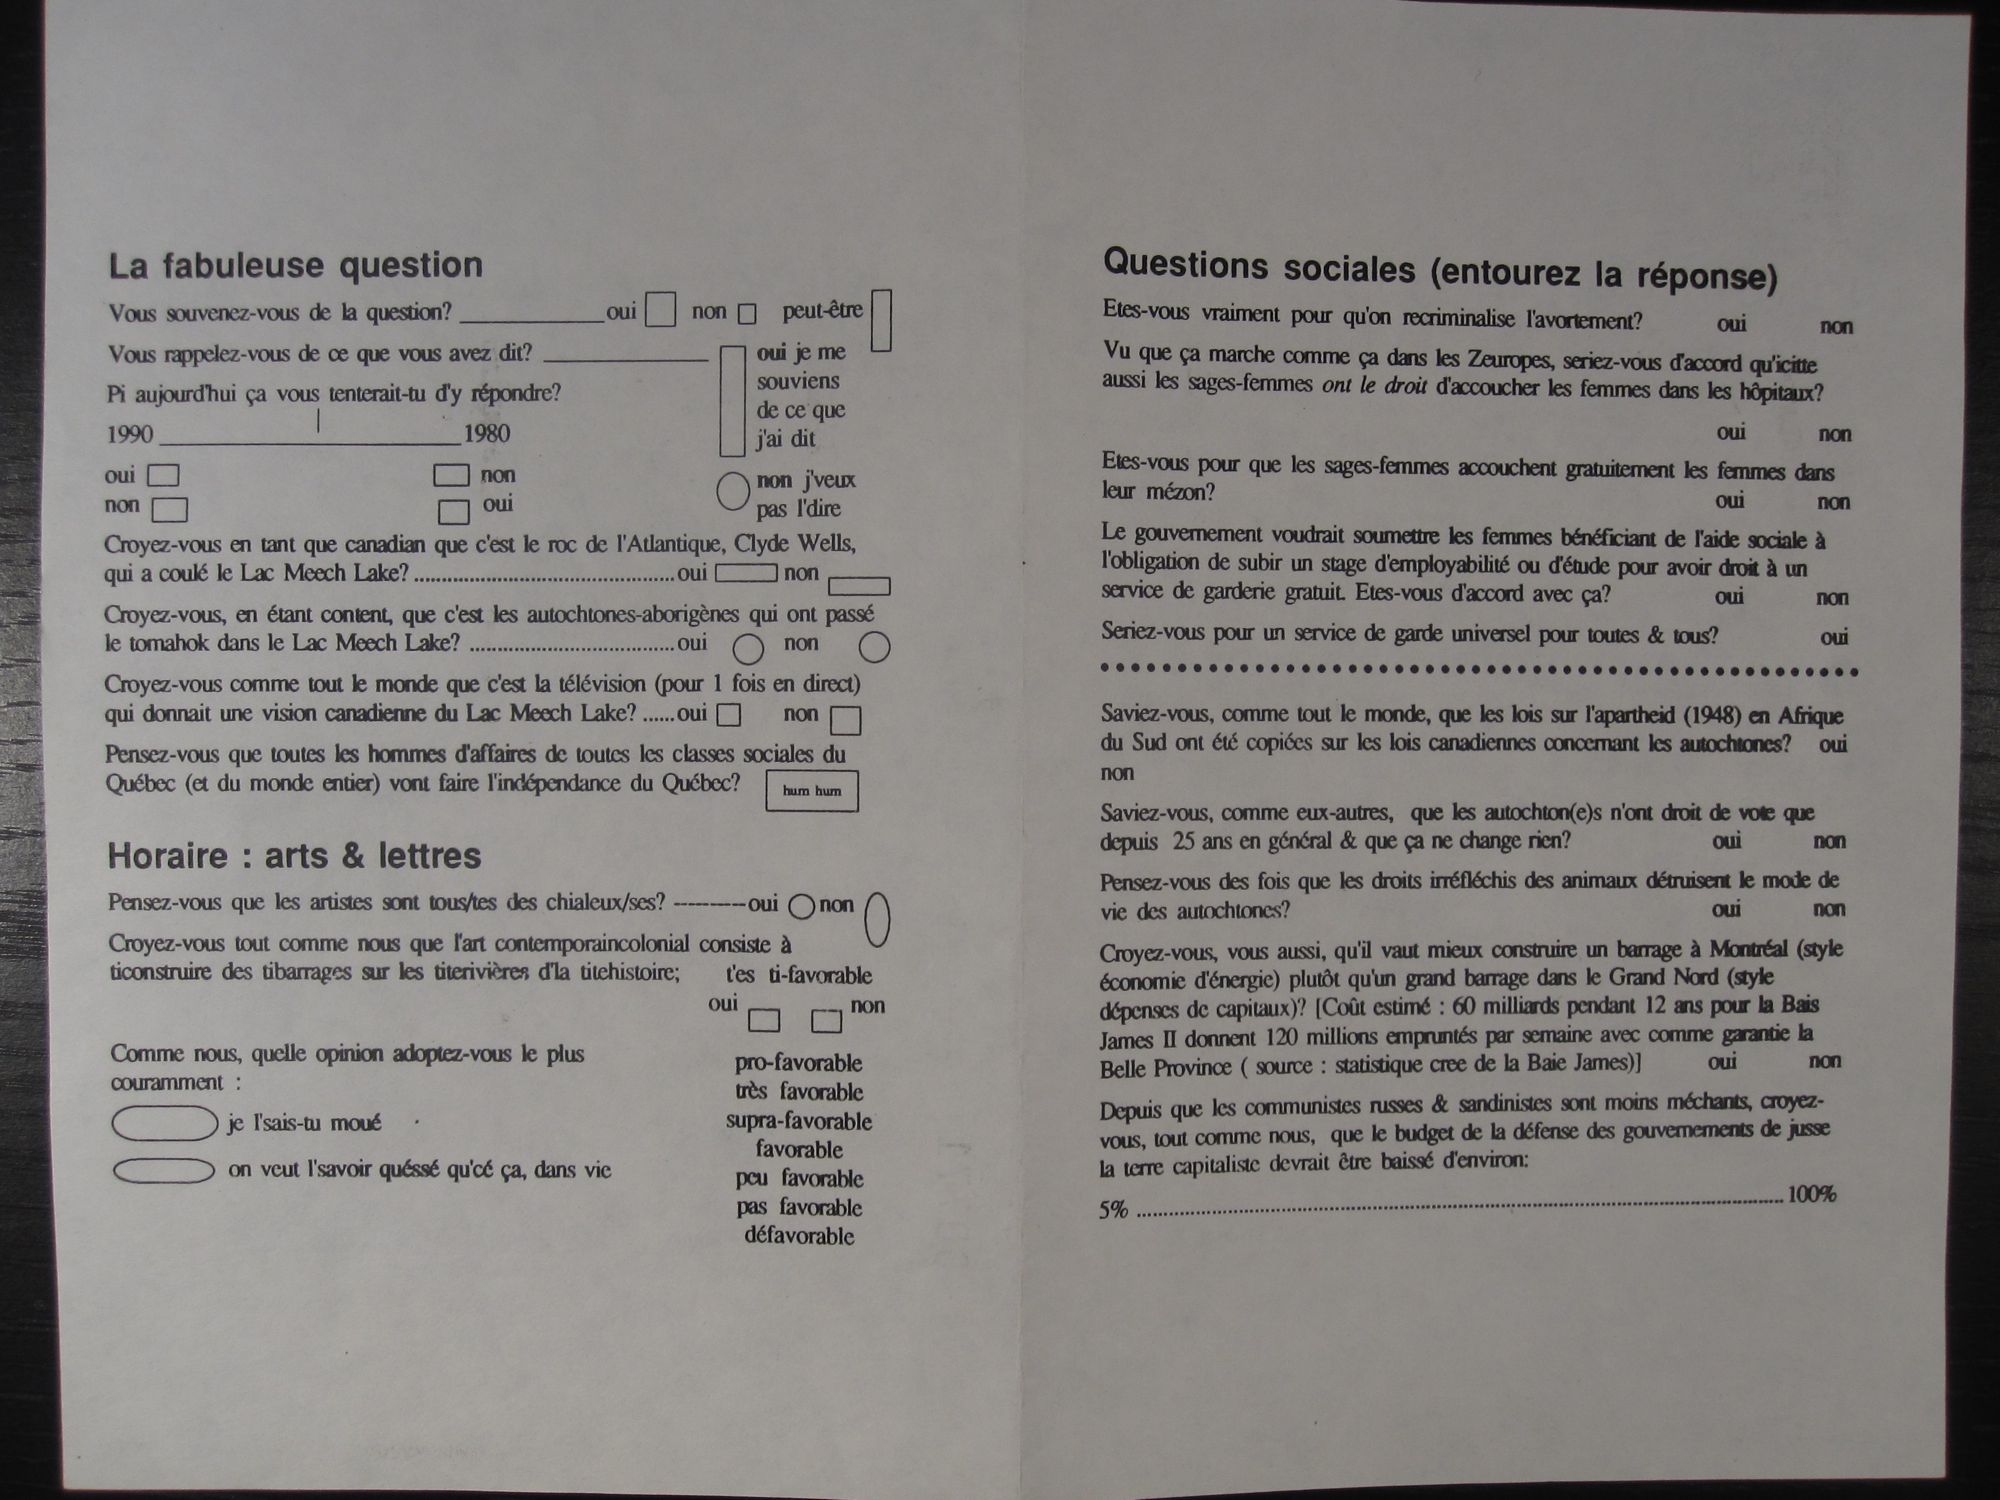 La fabuleuse question
Vous souvenez-vous de la question? ____________oui non peut-être
Vous rappelez-vous de ce que vous avez dit? ______________ oui je me
souviens
de ce que
j'ai dit
Pi aujourd'hui ça vous tenterait-tu d'y répondre?
1990 _________________________1980
oui non
non oui
non j'veux
pas l'dire
Croyez-vous en tant que canadian que c'est le roc de l'Atlantique, Clyde Wells,
qui a coulé le Lac Meech Lake? ...............................................oui non
Croyez-vous, en étant content, que c'est les autochtones-aborigènes qui ont passé
le tomahok dans le Lac Meech Lake? .....................................oui non
Croyez-vous comme tout le monde que c'est la télévision (pour 1 fois en direct)
qui donnait une vision canadienne du Lac Meech Lake? ......oui non
Pensez-vous que toutes les hommes d'affaires de toutes les classes sociales du
Québec (et du monde entier) vont faire l'indépendance du Québec? hum hum
Horaire : arts & lettres
Pensez-vous que les artistes sont tous/tes des chialeux/ses? ---------oui non
Croyez-vous tout comme nous que l'art contemporaincolonial consiste à
ticonstruire des tibarrages sur les titerivières d'la titehistoire; t'es ti-favorable
oui non
Comme nous, quelle opinion adoptez-vous le plus
couramment :
je l'sais-tu moué
on veut l'savoir quéssé qu'cé ça, dans vie
pro-favorable
très favorable
supra-favorable
favorable
peu favorable
pas favorable
défavorable
Questions sociales (entourez la réponse)
Etes-vous vraiment pour qu'on recriminalise l'avortement? oui non
Vu que ça marche comme ça dans les Zeuropes, seriez-vous d'accord qu'icitte
aussi les sages-femmes ont le droit d'accoucher les femmes dans les hôpitaux?
oui non
Etes-vous pour que les sages-femmes accouchent gratuitement les femmes dans
leur mézon? oui non
Le gouvernement voudrait soumettre les femmes bénéficiant de l'aide sociale à
l'obligation de subir un stage d'employabilité ou d'étude pour avoir droit à un
service de garderie gratuit. Etes-vous d'accord avec ça? oui non
Seriez-vous pour un service de garde universel pour toutes & tous? oui
Saviez-vous, comme tout le monde, que les lois sur l'apartheid (1948) en Afrique
du Sud ont été copiées sur les lois canadiennes concernant les autochtones? oui
non
Saviez-vous, comme eux-autres, que les autochton(e)s n'ont droit de vote que
depuis 25 ans en général & que ça ne change rien? oui non
Pensez-vous des fois que les droits irréfléchis des animaux détruisent le mode de
vie des autochtones? oui non
Croyez-vous, vous aussi, qu'il vaut mieux construire un barrage à Montréal (style
économie d'énergie) plutôt qu'un grand barrage dans le Grand Nord (style
dépenses de capitaux)? [Coût estimé : 60 milliards pendant 12 ans pour la Bais
James II donnent 120 millions empruntés par semaine avec comme garantie la
Belle Province ( source : statistique cree de la Baie James)] oui non
Depuis que les communistes russes & sandinistes sont moins méchants, croyez-
vous, tout comme nous, que le budget de la défense des gouvernements de jusse
la terre capitaliste devrait être baissé d'environ:
5% ........................................................................................................ 100%